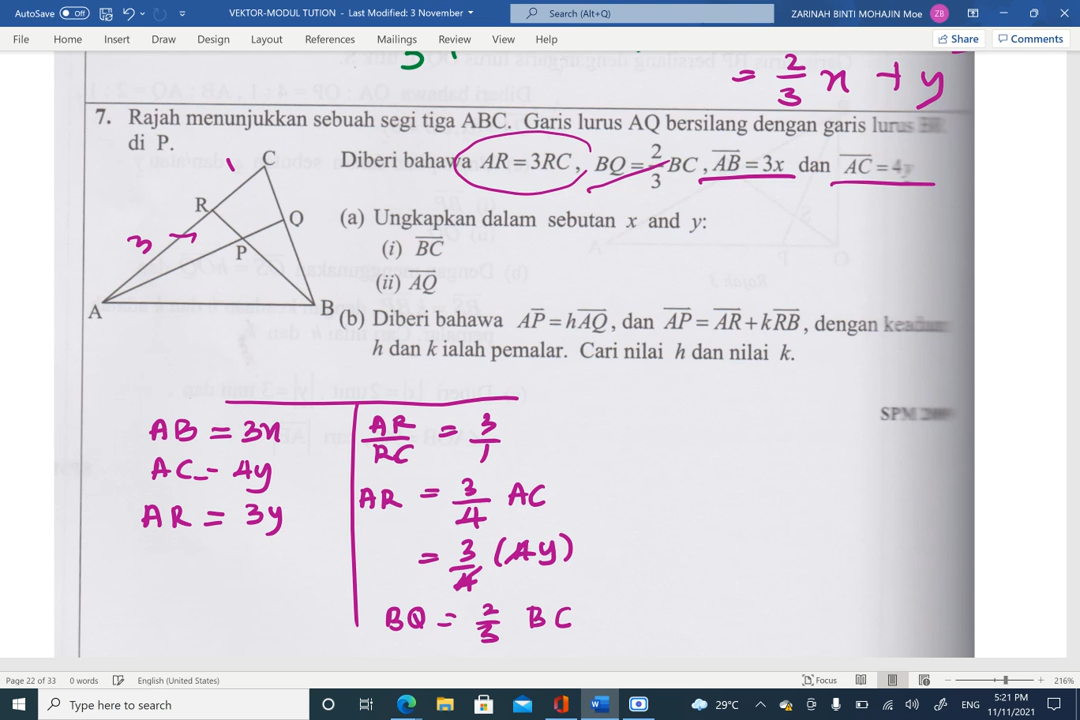 AutoSave Off VEKTOR-MODUL TUTION - Last Modified: 3 November Search (Alt+Q) ZARINAH BINTI MOHAJIN Moe ZB
File Home Insert Draw Design Layout References Mailings Review View Help Share Comments
= 2/3 x + y
7. Rajah menunjukkan sebuah segi tiga ABC. Garis lurus AQ bersilang dengan garis lurus
di P.
Diberi bahawa AR = 3RC, BQ = 2/3 BC, AB = 3x dan AC = 4y
1 C
R
Q
3
P
A
B
(a) Ungkapkan dalam sebutan x and y:
(i) BC
(ii) AQ
(b) Diberi bahawa AP = hAQ, dan AP = AR + kRB, dengan keadaan
h dan k ialah pemalar. Cari nilai h dan nilai k.
SPM
AB = 3x
AC = 4y
AR = 3y
AR/RC = 3/1
AR = 3/4 AC
= 3/4 (4y)
BQ = 2/3 BC
Page 22 of 33 0 words English (United States) Focus 216%
Type here to search 29°C ENG 5:21 PM 11/11/2021